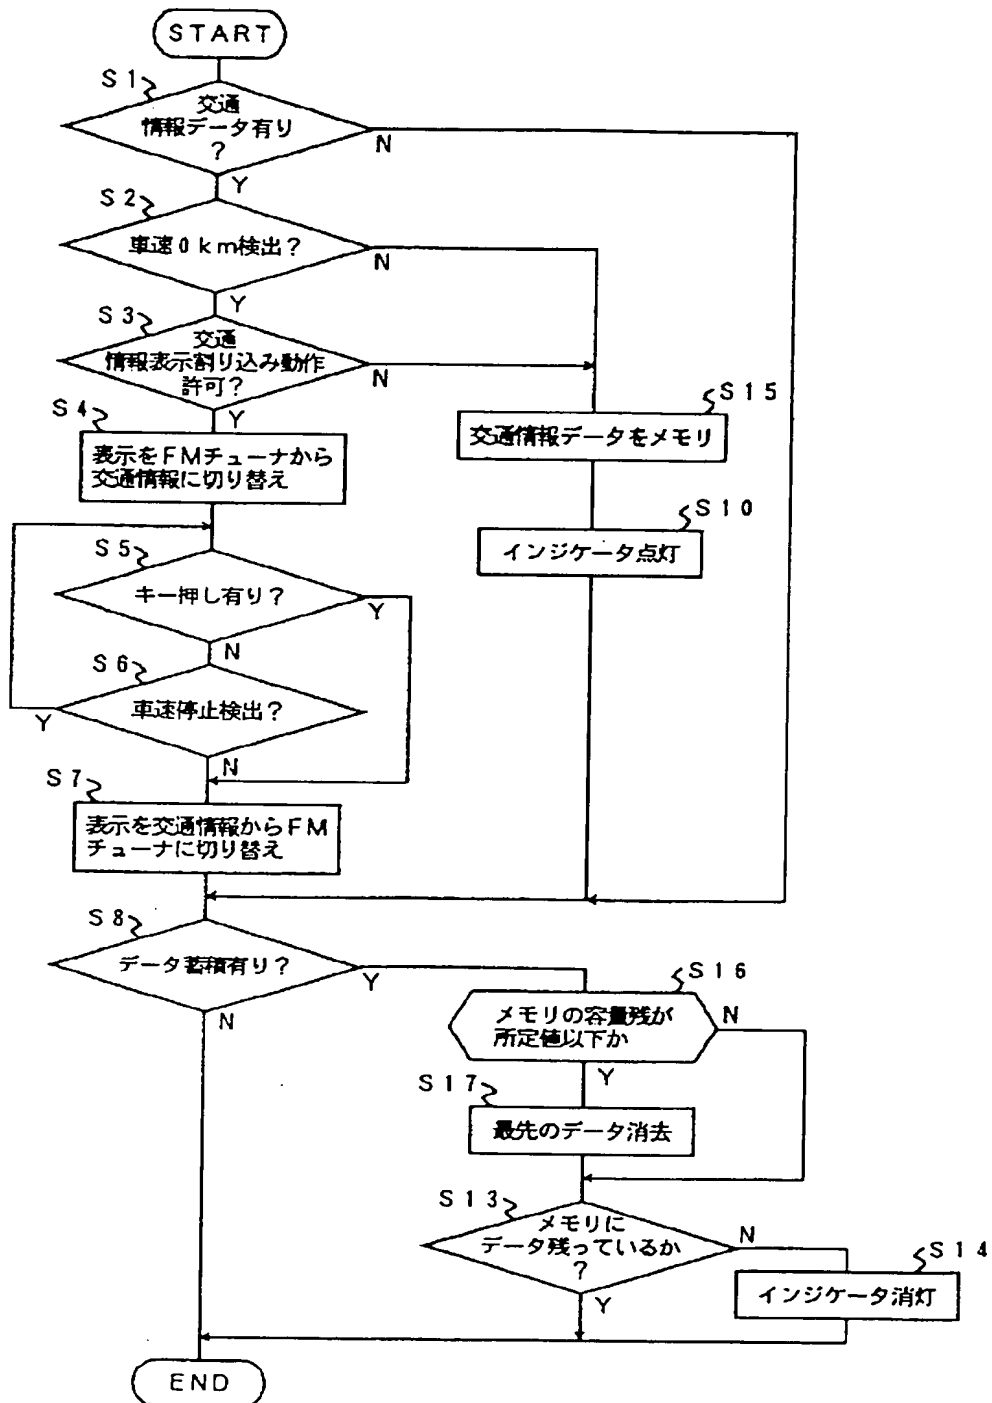 START
S1
交通
情報データ有り
?
N
Y
S2
車速0km検出?
N
Y
S3
交通
情報表示割り込み動作
許可?
N
Y
S4
表示をFMチューナから
交通情報に切り替え
S15
交通情報データをメモリ
S10
インジケータ点灯
S5
キー押し有り?
Y
N
S6
車速停止検出?
Y
N
S7
表示を交通情報からFM
チューナに切り替え
S8
データ蓄積有り?
Y
N
S16
メモリの容量残が
所定値以下か
N
Y
S17
最先のデータ消去
S13
メモリに
データ残っているか
?
N
Y
S14
インジケータ消灯
END